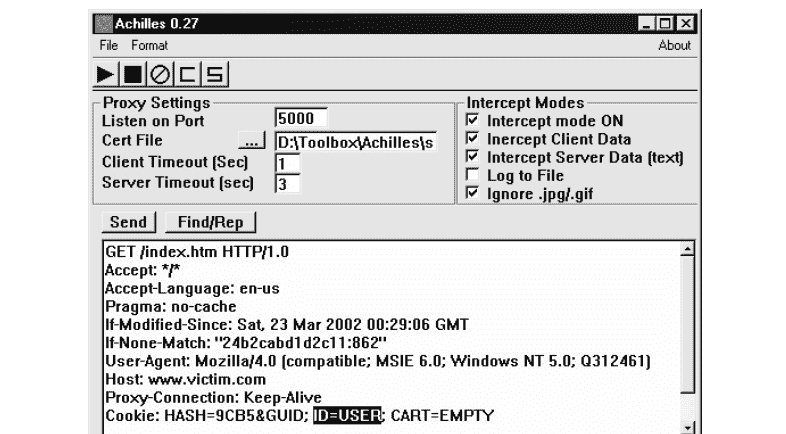 Achilles 0.27
File Format About
Proxy Settings
Listen on Port 5000
Cert File ... D:\Toolbox\Achilles\s
Client Timeout (Sec) 1
Server Timeout (sec) 3
Intercept Modes
Intercept mode ON
Inercept Client Data
Intercept Server Data (text)
Log to File
Ignore .jpg/.gif
Send Find/Rep
GET /index.htm HTTP/1.0
Accept: */*
Accept-Language: en-us
Pragma: no-cache
If-Modified-Since: Sat, 23 Mar 2002 00:29:06 GMT
If-None-Match: "24b2cabd1d2c11:862"
User-Agent: Mozilla/4.0 (compatible; MSIE 6.0; Windows NT 5.0; Q312461)
Host: www.victim.com
Proxy-Connection: Keep-Alive
Cookie: HASH=9CB5&GUID; ID=USER; CART=EMPTY